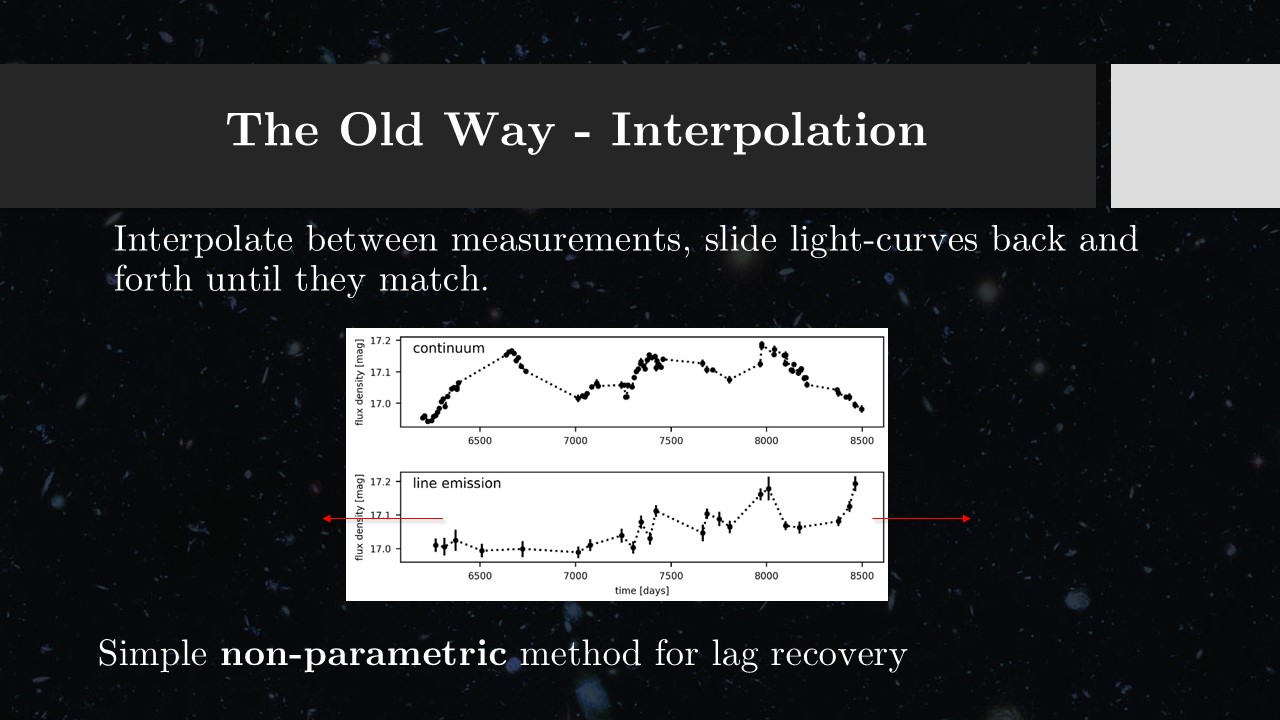 The Old Way - Interpolation
Interpolate between measurements, slide light-curves back and
forth until they match.
continuum
flux density [mag]
17.2
17.1
17.0
6500 7000 7500 8000 8500
line emission
flux density [mag]
17.2
17.1
17.0
6500 7000 7500 8000 8500
time [days]
Simple non-parametric method for lag recovery